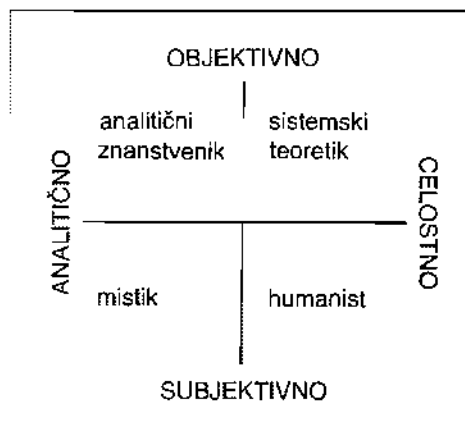 OBJEKTIVNO
analitični
znanstvenik
sistemski
teoretik
ANALITIČNO
CELOSTNO
mistik
humanist
SUBJEKTIVNO